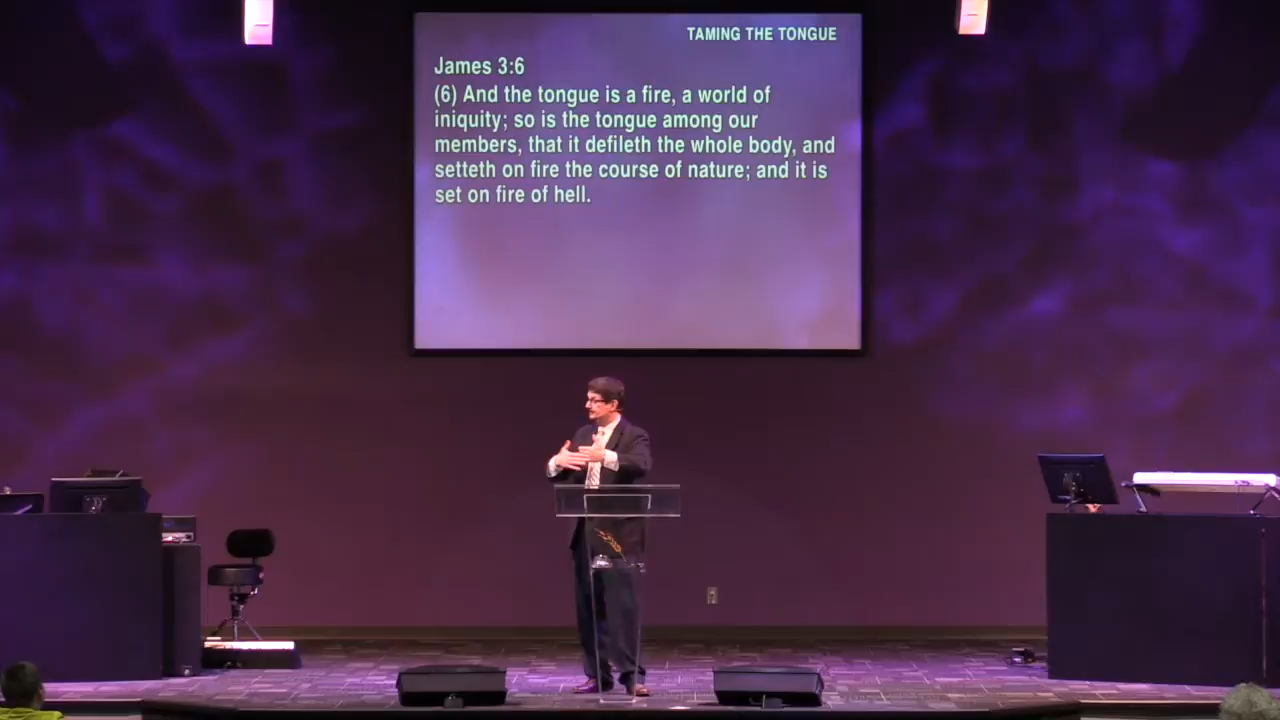 TAMING THE TONGUE
James 3:6
(6) And the tongue is a fire, a world of
iniquity; so is the tongue among our
members, that it defileth the whole body, and
setteth on fire the course of nature; and it is
set on fire of hell.